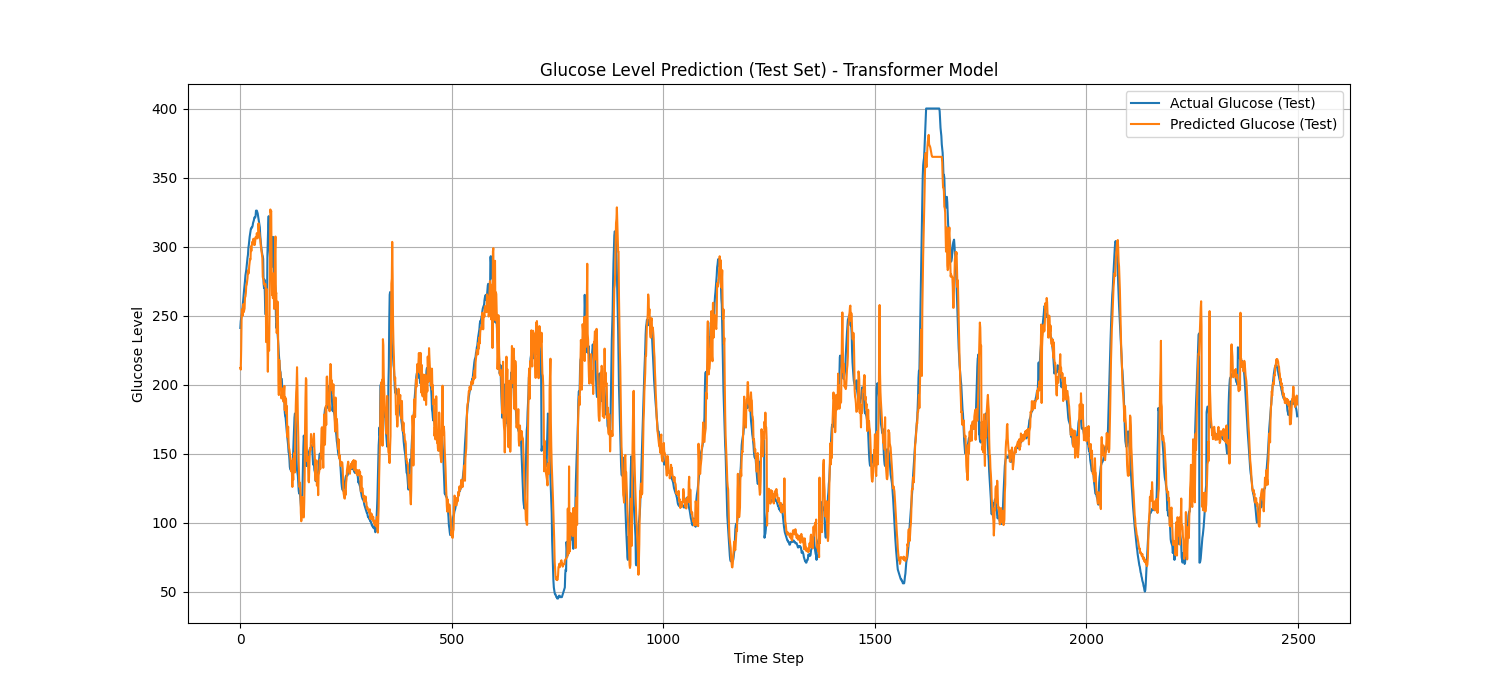 Glucose Level Prediction (Test Set) - Transformer Model
Actual Glucose (Test)
Predicted Glucose (Test)
Glucose Level
400
350
300
250
200
150
100
50
0
500
1000
1500
2000
2500
Time Step